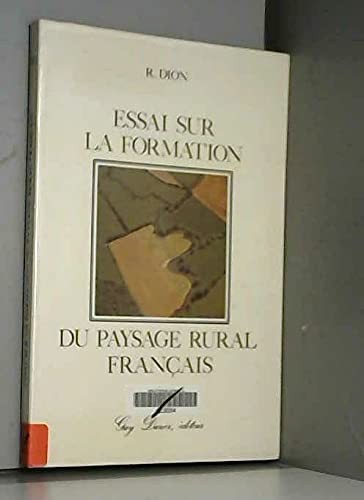 R. DION
ESSAI SUR
LA FORMATION
DU PAYSAGE RURAL
FRANÇAIS
Guy Durier, éditeur